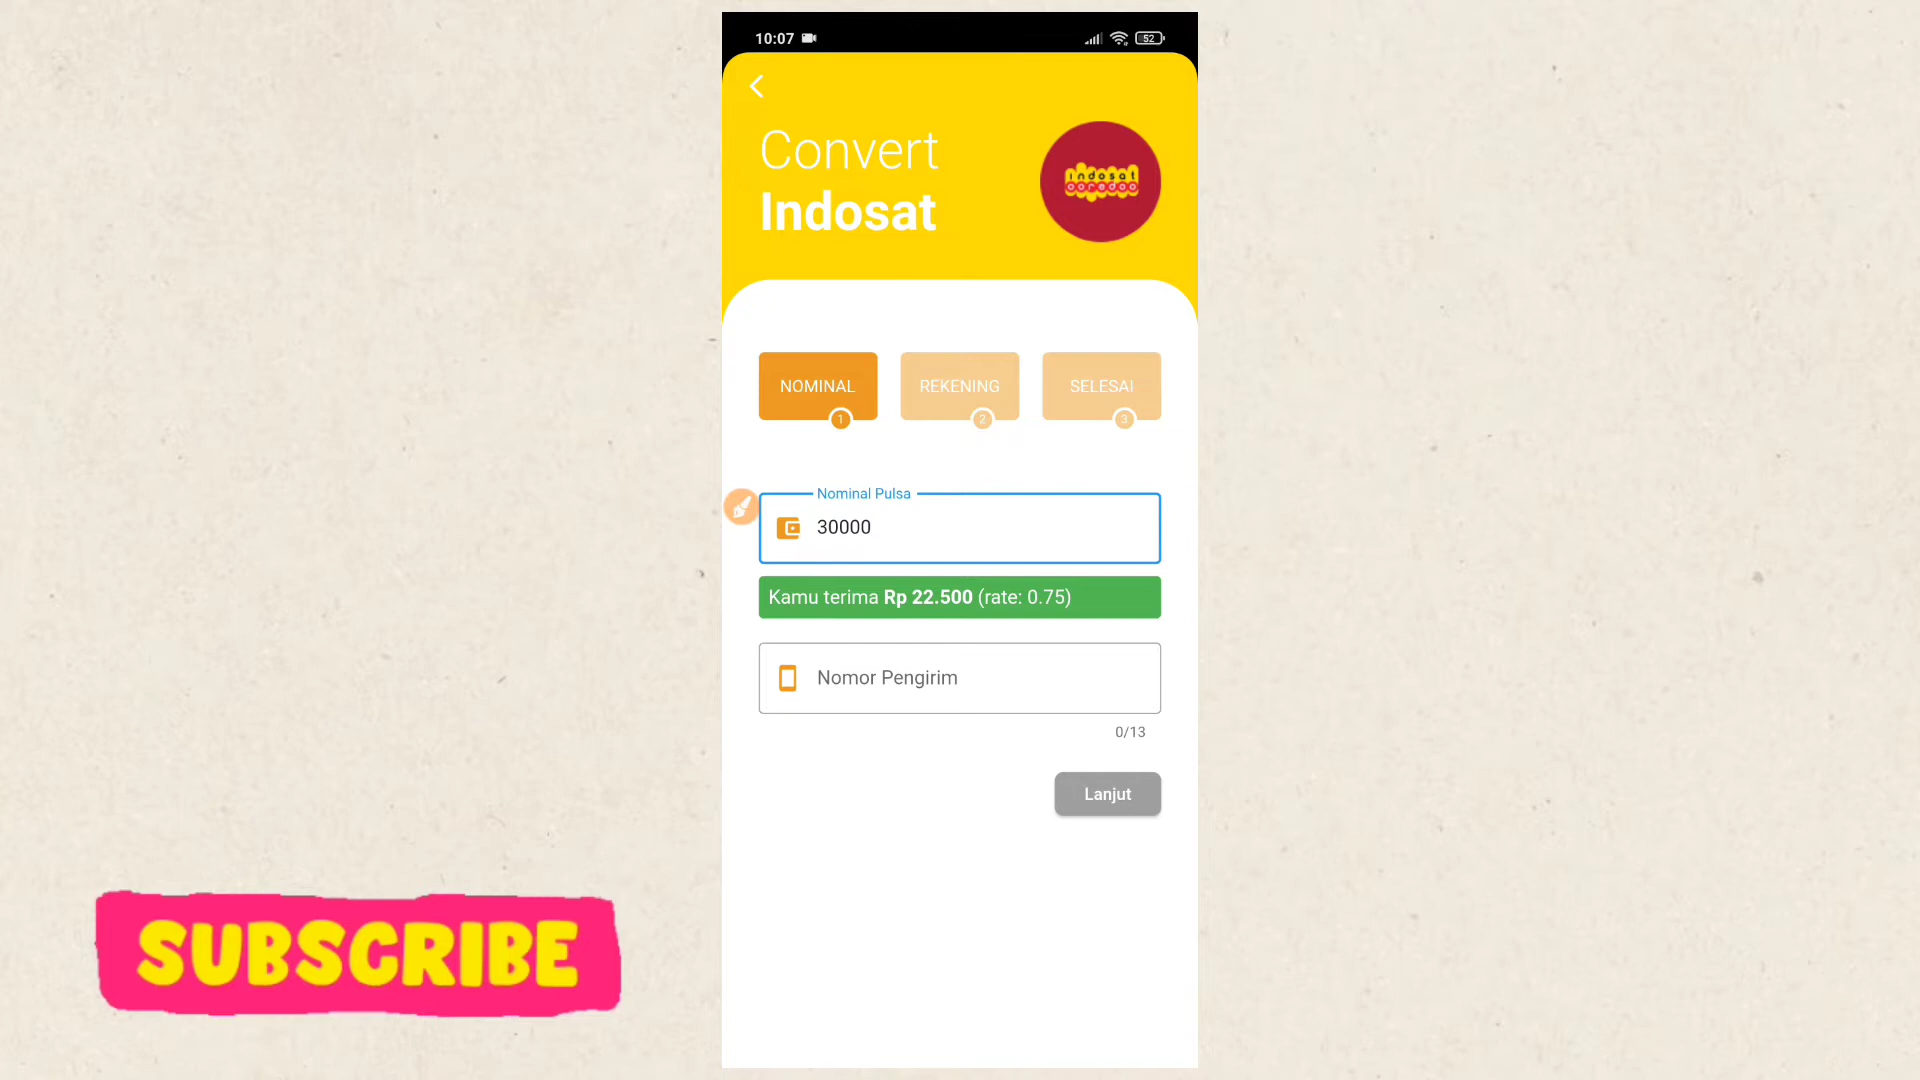 10:07
52
Convert
Indosat
indosat
ooredoo
NOMINAL
1
REKENING
2
SELESAI
3
Nominal Pulsa
30000
Kamu terima Rp 22.500 (rate: 0.75)
Nomor Pengirim
0/13
Lanjut
SUBSCRIBE